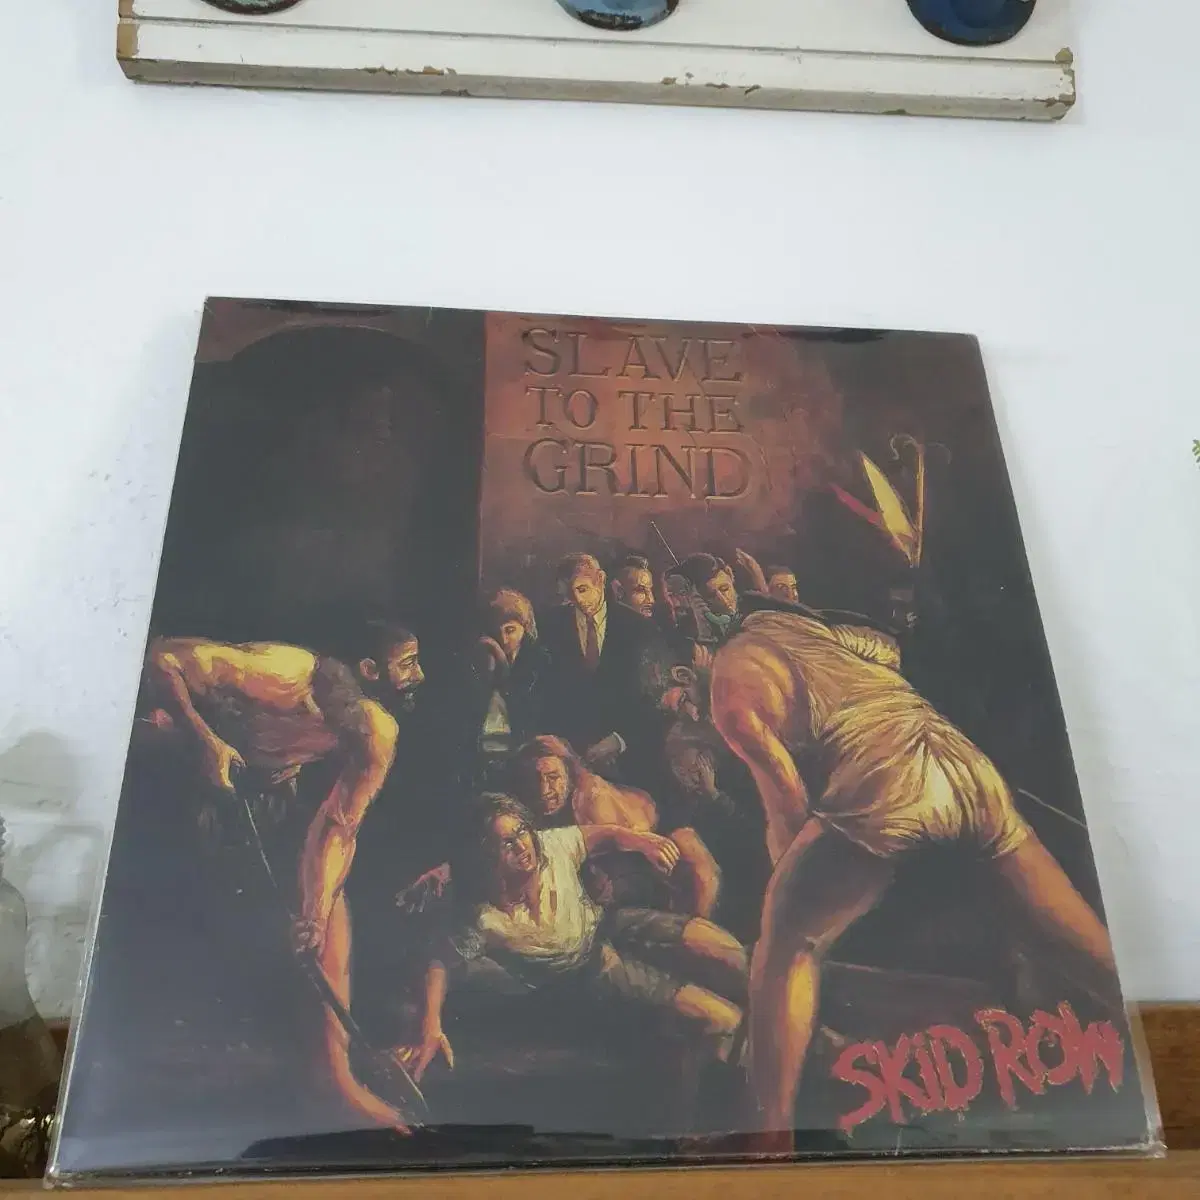 SLAVE
TO THE
GRIND
SKID ROW